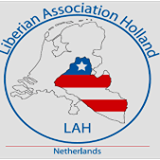 Liberian Association Holland
LAH
Netherlands